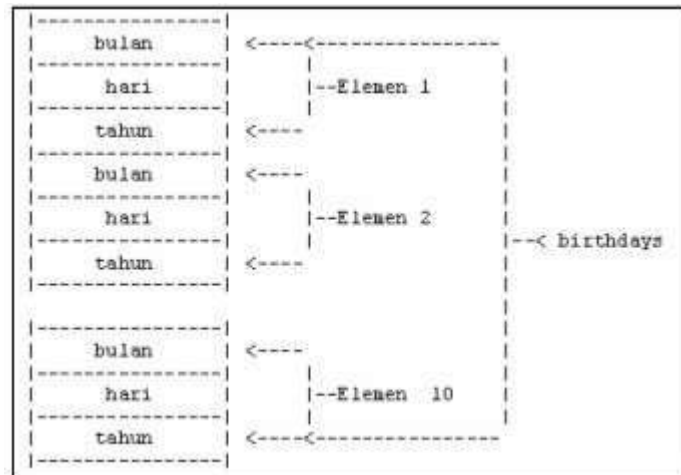 |----------------|
|     bulan      | <----<----------------
|----------------|      |               |
|      hari      |      |--Elemen 1     |
|----------------|      |               |
|     tahun      | <----                |
|----------------|                      |
|     bulan      | <----                |
|----------------|      |               |
|      hari      |      |--Elemen 2     |
|----------------|      |               |--< birthdays
|     tahun      | <----                |
|----------------|                      |
|----------------|                      |
|     bulan      | <----                |
|----------------|      |               |
|      hari      |      |--Elemen  10   |
|----------------|      |               |
|     tahun      | <----<----------------
|----------------|